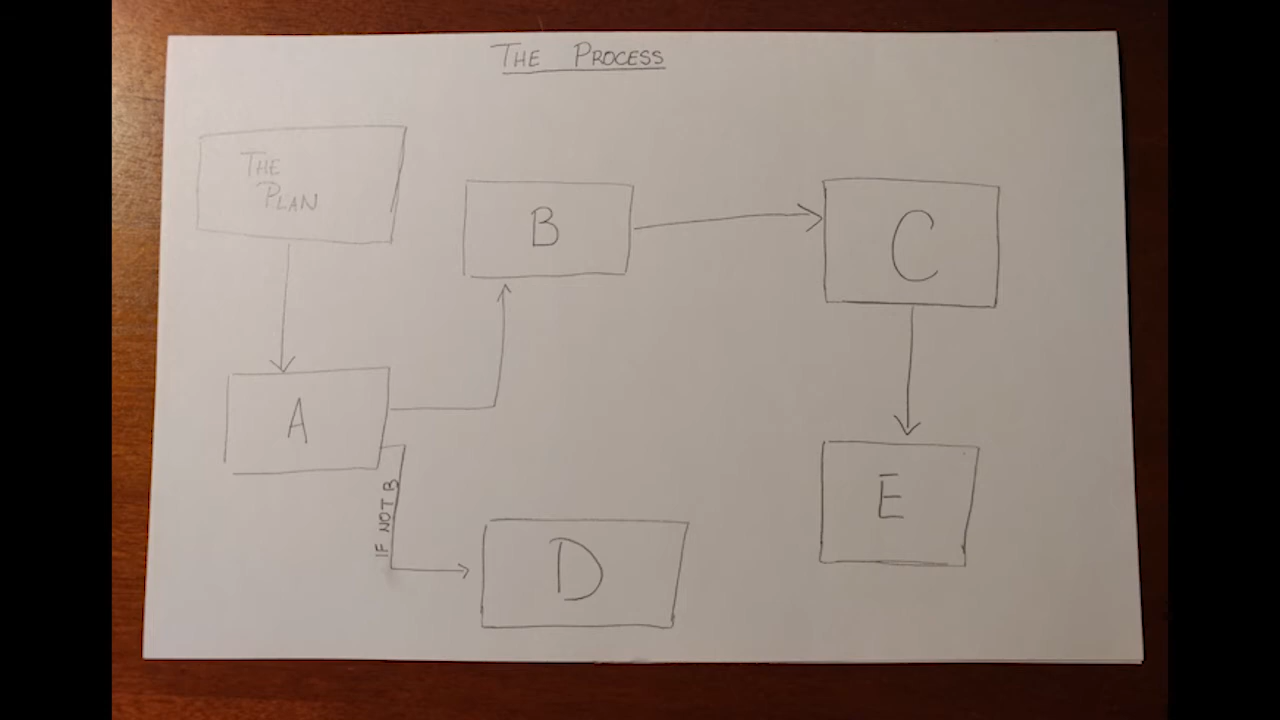 THE PROCESS
THE
PLAN
B
C
A
IF NOT B
E
D